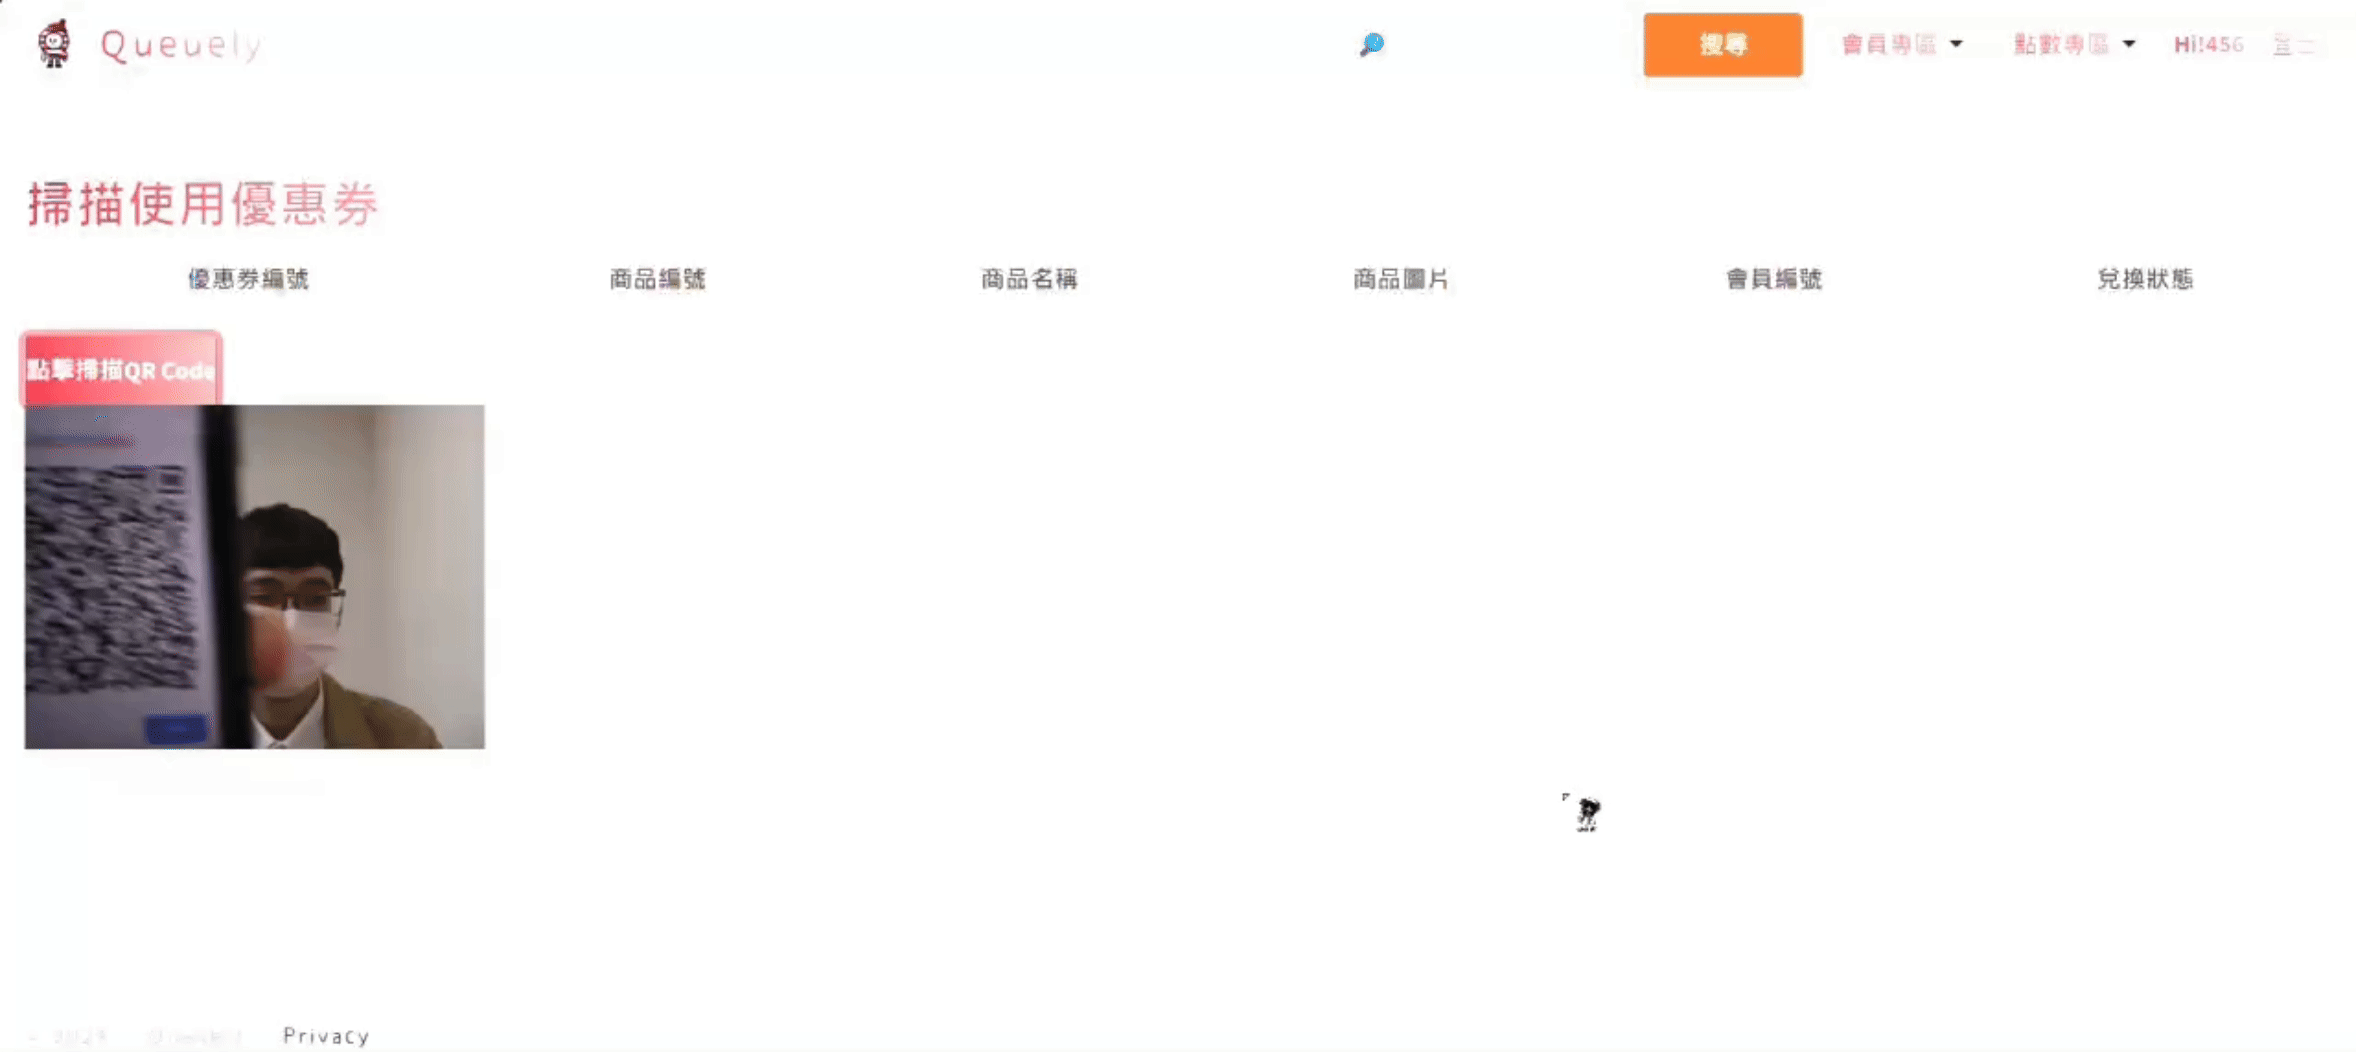 Queuely
搜尋 會員專區 點數專區 Hi!456
掃描使用優惠券
優惠券編號 商品編號 商品名稱 商品圖片 會員編號 兌換狀態
點擊掃描QR Code
Privacy